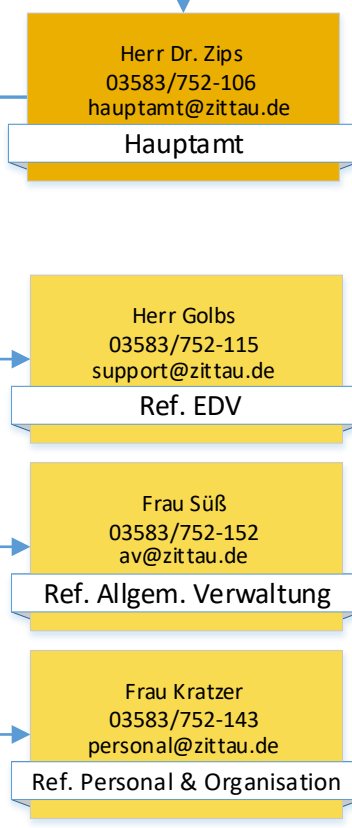 Herr Dr. Zips
03583/752-106
hauptamt@zittau.de
Hauptamt
Herr Golbs
03583/752-115
support@zittau.de
Ref. EDV
Frau Süß
03583/752-152
av@zittau.de
Ref. Allgem. Verwaltung
Frau Kratzer
03583/752-143
personal@zittau.de
Ref. Personal & Organisation